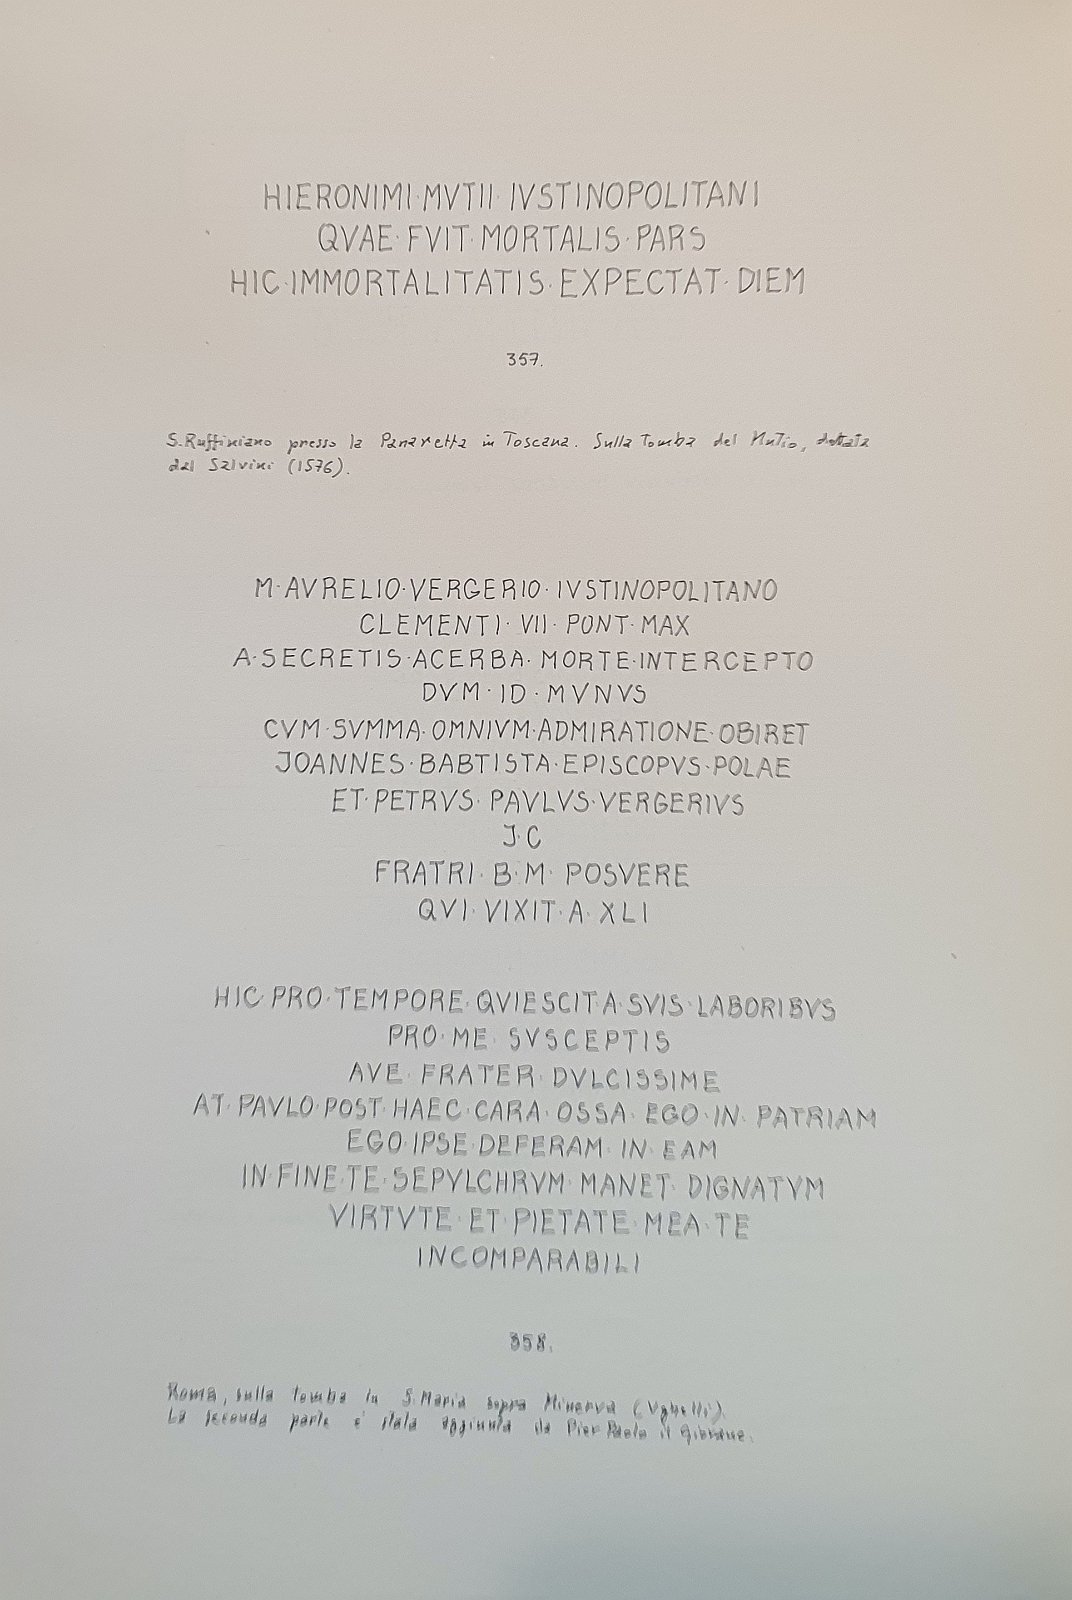 HIERONIMI·MVTII·IVSTINOPOLITANI
QVAE·FVIT·MORTALIS·PARS
HIC·IMMORTALITATIS·EXPECTAT·DIEM
357.
S. Ruffiniano presso la Panaretta in Toscana. Sulla Tomba del Mutio, dettata
dal Salvini (1576).
M·AVRELIO·VERGERIO·IVSTINOPOLITANO
CLEMENTI·VII·PONT·MAX
A·SECRETIS·ACERBA·MORTE·INTERCEPTO
DVM·ID·MVNVS
CVM·SVMMA·OMNIVM·ADMIRATIONE·OBIRET
JOANNES·BABTISTA·EPISCOPVS·POLAE
ET·PETRVS·PAVLVS·VERGERIVS
J·C
FRATRI·B·M·POSVERE
QVI·VIXIT·A·XLI
HIC·PRO·TEMPORE·QVIESCIT·A·SVIS·LABORIBVS
PRO·ME·SVSCEPTIS
AVE·FRATER·DVLCISSIME
AT·PAVLO·POST·HAEC·CARA·OSSA·EGO·IN·PATRIAM
EGO·IPSE·DEFERAM·IN·EAM
IN·FINE·TE·SEPVLCHRVM·MANET·DIGNATVM
VIRTVTE·ET·PIETATE·MEA·TE
INCOMPARABILI
358.
Roma, sulla tomba in S. Maria sopra Minerva (Ughelli).
La seconda parte e' stata aggiunta da Pier Paolo il Giovane.